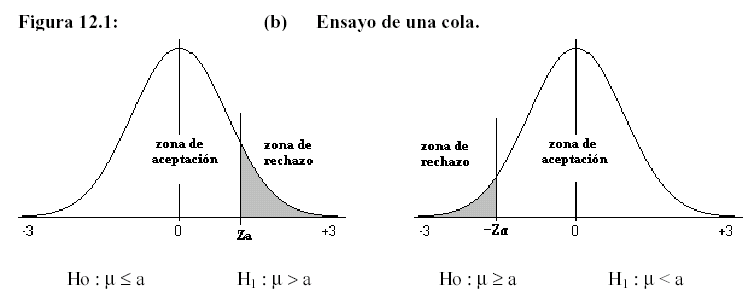 Figura 12.1: (b) Ensayo de una cola.
zona de
aceptación
zona de
rechazo
-3 0 Za +3
Ho : μ ≤ a H₁ : μ > a
zona de
rechazo
zona de
aceptación
-3 -Zα 0 +3
Ho : μ ≥ a H₁ : μ < a